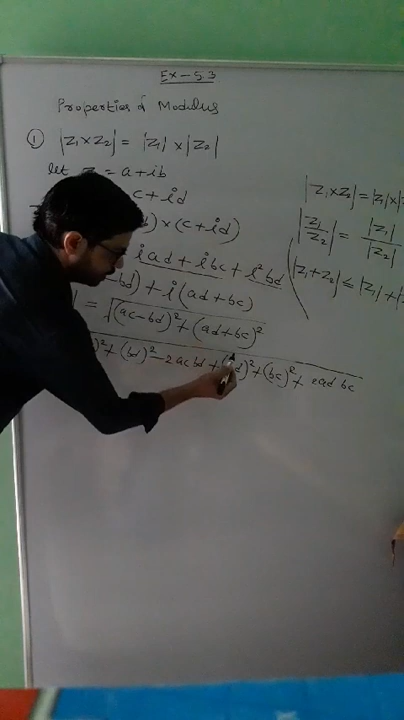 Ex - 5.3
Properties of Modulus
① |Z₁×Z₂| = |Z₁| × |Z₂|
let = a + ib
c + id
) × (c + id)
iad + ibc + i²bd
bd) + i(ad + bc)
= √(ac-bd)² + (ad+bc)²
)² + (bd)² - 2acbd + d)² + (bc)² + 2ad bc
|Z₁×Z₂| = |Z₁|×|
|Z₁/Z₂| = |Z₁|/|Z₂|
|Z₁+Z₂| ≤ |Z₁| + |